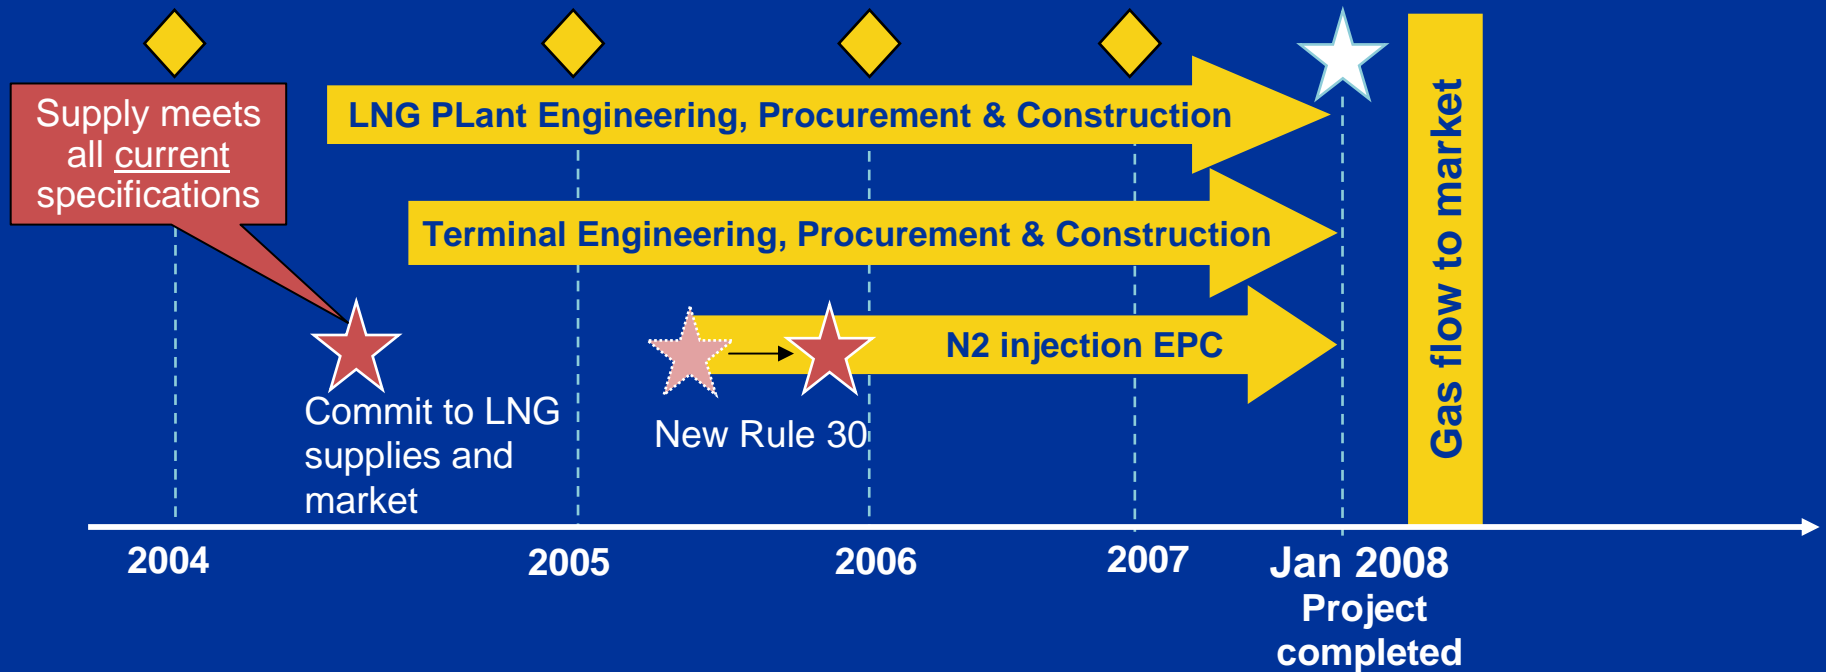 Supply meets
all current
specifications
LNG PLant Engineering, Procurement & Construction
Terminal Engineering, Procurement & Construction
N2 injection EPC
Gas flow to market
Commit to LNG
supplies and
market
New Rule 30
2004
2005
2006
2007
Jan 2008
Project
completed